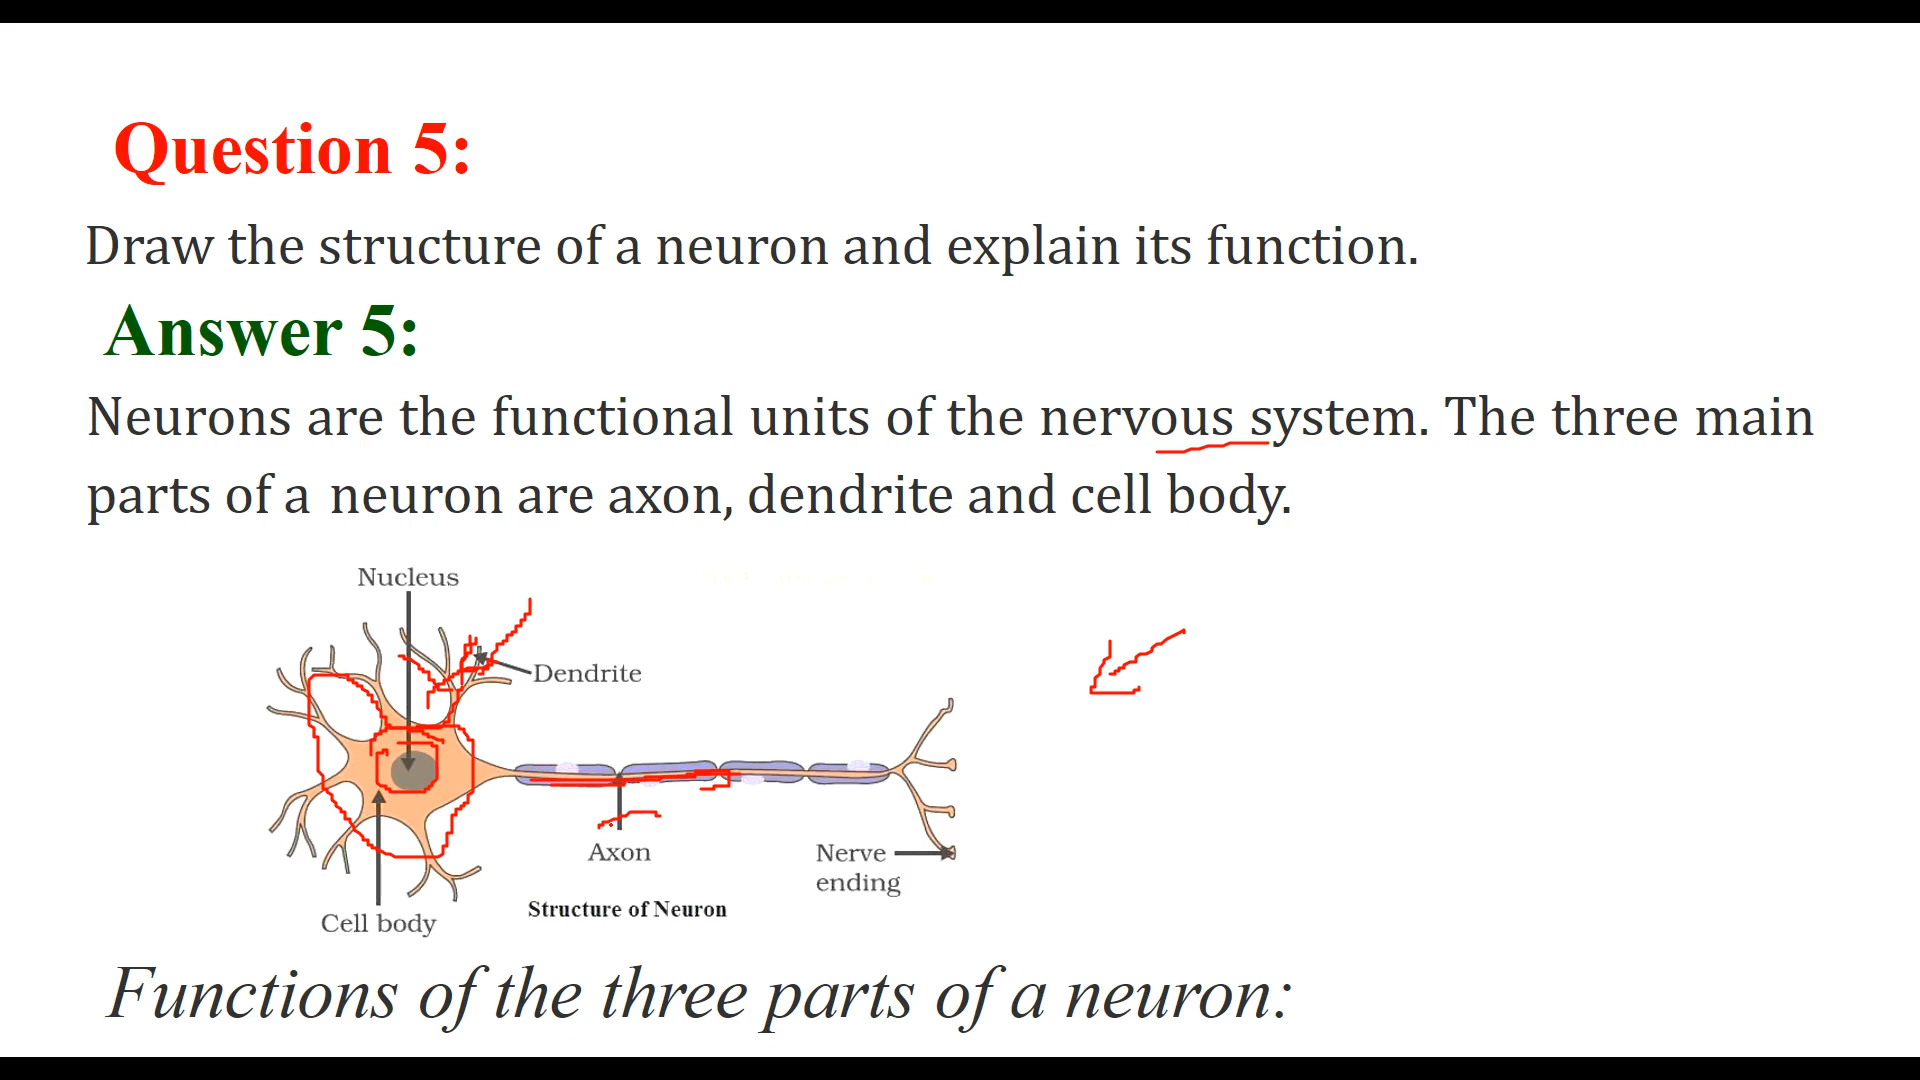 Question 5:
Draw the structure of a neuron and explain its function.
Answer 5:
Neurons are the functional units of the nervous system. The three main
parts of a neuron are axon, dendrite and cell body.
Nucleus
Dendrite
Axon
Nerve
ending
Structure of Neuron
Cell body
Functions of the three parts of a neuron: